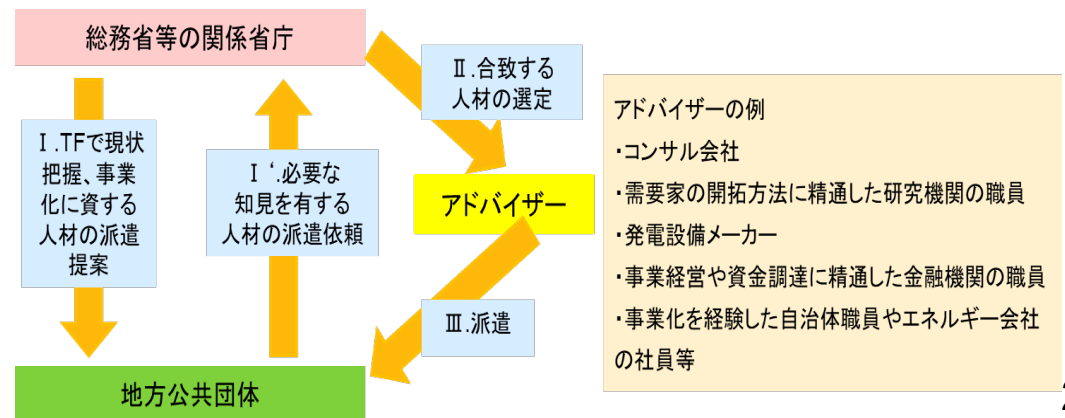 総務省等の関係省庁
Ⅱ.合致する
人材の選定
Ⅰ.TFで現状
把握、事業
化に資する
人材の派遣
提案
Ⅰ‘.必要な
知見を有する
人材の派遣依頼
アドバイザー
Ⅲ.派遣
地方公共団体
アドバイザーの例
・コンサル会社
・需要家の開拓方法に精通した研究機関の職員
・発電設備メーカー
・事業経営や資金調達に精通した金融機関の職員
・事業化を経験した自治体職員やエネルギー会社
の社員等